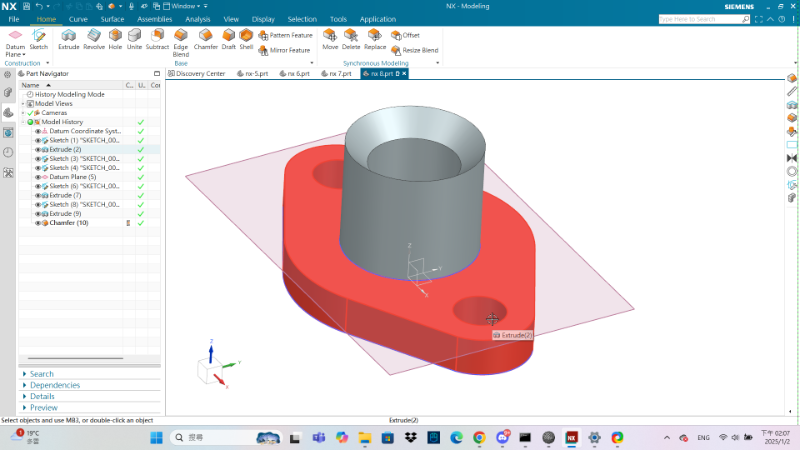 NX
Window
NX - Modeling
SIEMENS
File Home Curve Surface Assemblies Analysis View Display Selection Tools Application
Type here to Search
Datum Plane Sketch
Extrude Revolve Hole Unite Subtract Edge Blend Chamfer Draft Shell
Pattern Feature
Mirror Feature
Move Delete Replace
Offset
Resize Blend
Construction Base Synchronous Modeling
Part Navigator
Discovery Center nx-5.prt nx 6.prt nx 7.prt nx 8.prt
Name C... U... Cor
History Modeling Mode
Model Views
Cameras
Model History
Datum Coordinate Syst...
Sketch (1) "SKETCH_00...
Extrude (2)
Sketch (3) "SKETCH_00...
Sketch (4) "SKETCH_00...
Datum Plane (5)
Sketch (6) "SKETCH_00...
Extrude (7)
Sketch (8) "SKETCH_00...
Extrude (9)
Chamfer (10)
Z
Y
X
Extrude(2)
Z
Y
X
Search
Dependencies
Details
Preview
Select objects and use MB3, or double-click an object
Extrude(2)
19°C
多雲
搜尋
ENG
下午 02:07
2025/1/2